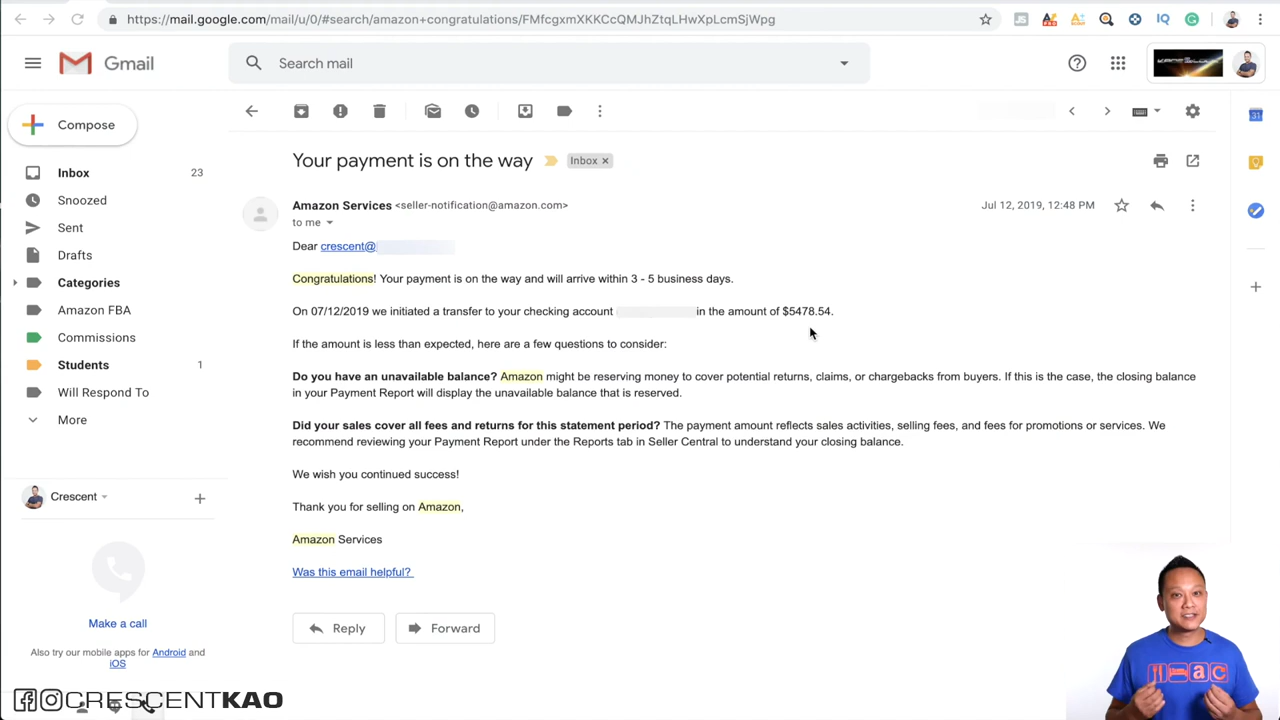 https://mail.google.com/mail/u/0/#search/amazon+congratulations/FMfcgxmXKKCcQMJhZtqLHwXpLcmSjWpg
JS
IQ
Gmail
Search mail
Compose
31
Your payment is on the way
Inbox x
Inbox 23
Amazon Services <seller-notification@amazon.com>
Jul 12, 2019, 12:48 PM
Snoozed
to me
Sent
Dear crescent@
Drafts
Congratulations! Your payment is on the way and will arrive within 3 - 5 business days.
Categories
Amazon FBA
On 07/12/2019 we initiated a transfer to your checking account in the amount of $5478.54.
Commissions
If the amount is less than expected, here are a few questions to consider:
Students 1
Do you have an unavailable balance? Amazon might be reserving money to cover potential returns, claims, or chargebacks from buyers. If this is the case, the closing balance
in your Payment Report will display the unavailable balance that is reserved.
Will Respond To
More
Did your sales cover all fees and returns for this statement period? The payment amount reflects sales activities, selling fees, and fees for promotions or services. We
recommend reviewing your Payment Report under the Reports tab in Seller Central to understand your closing balance.
We wish you continued success!
Crescent
Thank you for selling on Amazon,
Amazon Services
Was this email helpful?
Make a call
Reply
Forward
Also try our mobile apps for Android and
iOS
CRESCENTKAO